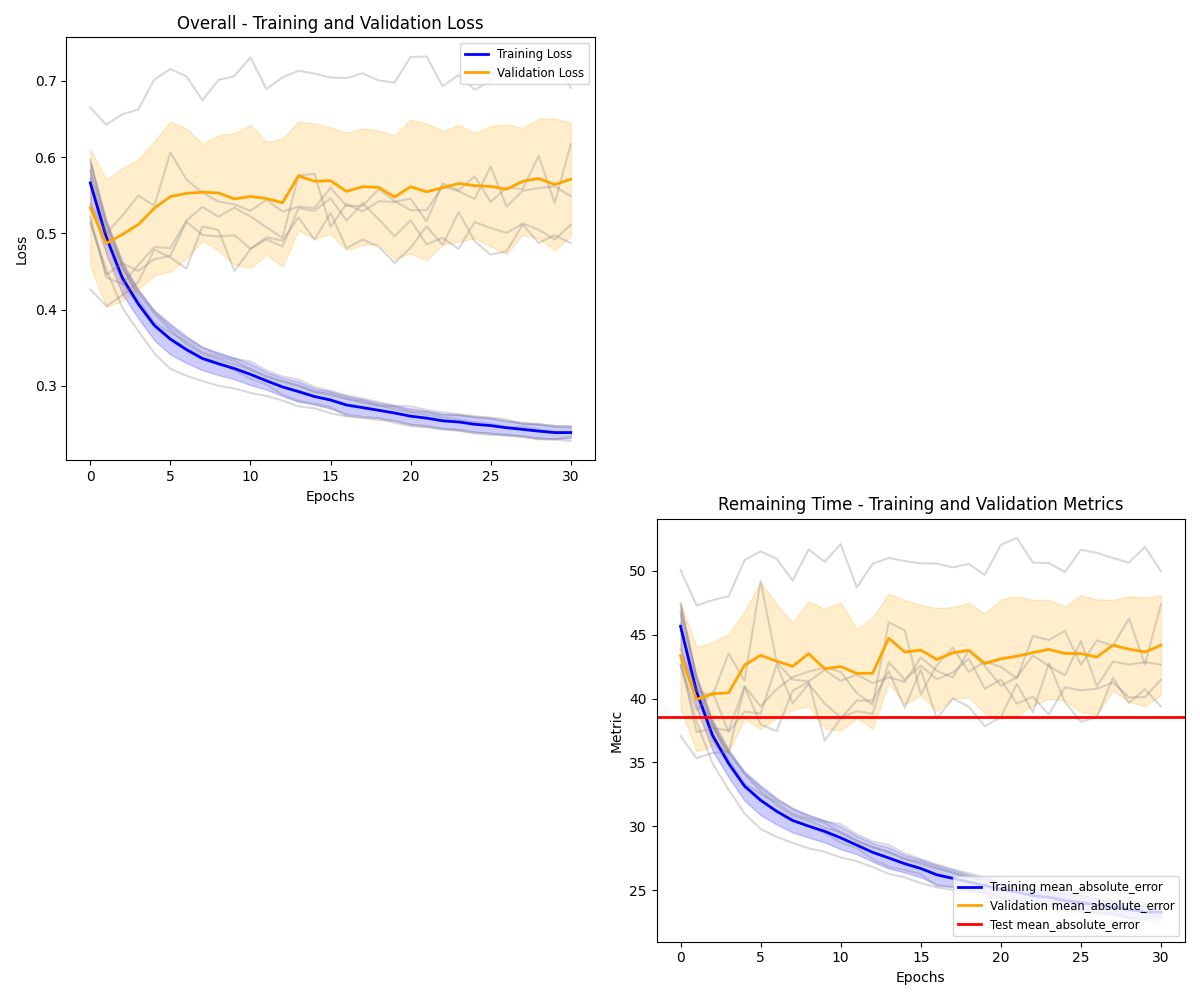 Overall - Training and Validation Loss
Training Loss
Validation Loss
0.7
0.6
0.5
0.4
0.3
Loss
0 5 10 15 20 25 30
Epochs
Remaining Time - Training and Validation Metrics
50
45
40
35
30
25
Metric
Training mean_absolute_error
Validation mean_absolute_error
Test mean_absolute_error
0 5 10 15 20 25 30
Epochs